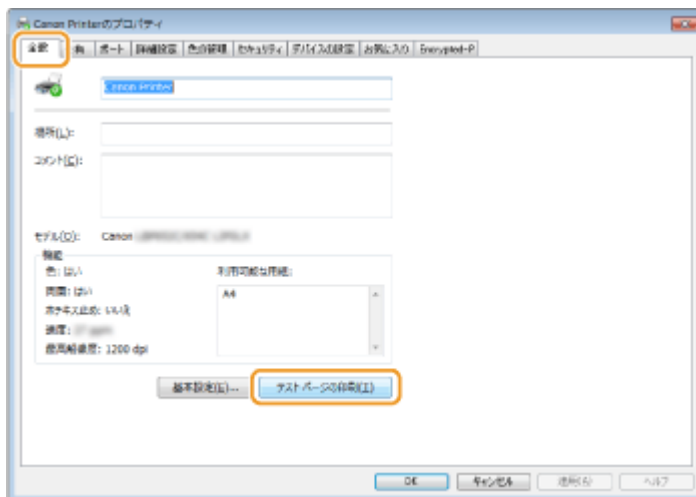 Canon Printerのプロパティ
全般 共有 ポート 詳細設定 色の管理 セキュリティ デバイスの設定 お気に入り Encrypted-P
Canon Printer
場所(L):
コメント(C):
モデル(O): Canon
機能
色: はい 利用可能な用紙:
両面: はい A4
ホチキス止め: いいえ
速度:
最高解像度: 1200 dpi
基本設定(E)... テスト ページの印刷(T)
OK キャンセル 適用(A) ヘルプ